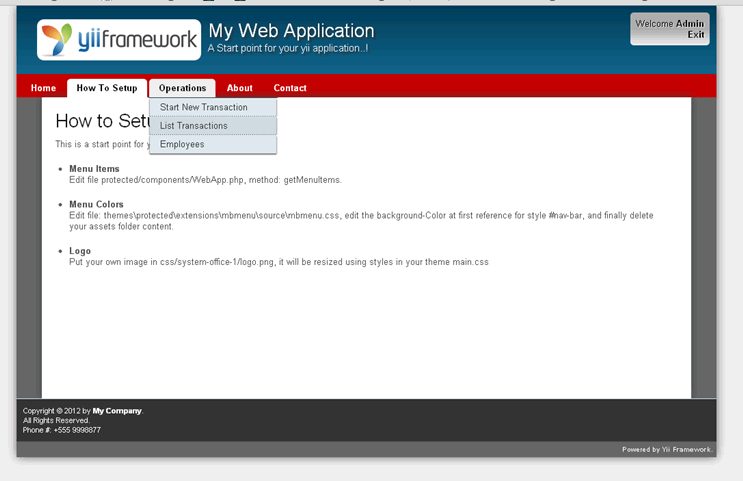 yiiframework
My Web Application
A Start point for your yii application..!
Welcome Admin
Exit
Home
How To Setup
Operations
About
Contact
Start New Transaction
List Transactions
Employees
How to Setu
This is a start point for y
Menu Items
Edit file protected/components/WebApp.php, method: getMenuItems.
Menu Colors
Edit file: themes\protected\extensions\mbmenu\source\mbmenu.css, edit the background-Color at first reference for style #nav-bar, and finally delete
your assets folder content.
Logo
Put your own image in css/system-office-1/logo.png, it will be resized using styles in your theme main.css
Copyright © 2012 by My Company.
All Rights Reserved.
Phone #: +555 9998877
Powered by Yii Framework.